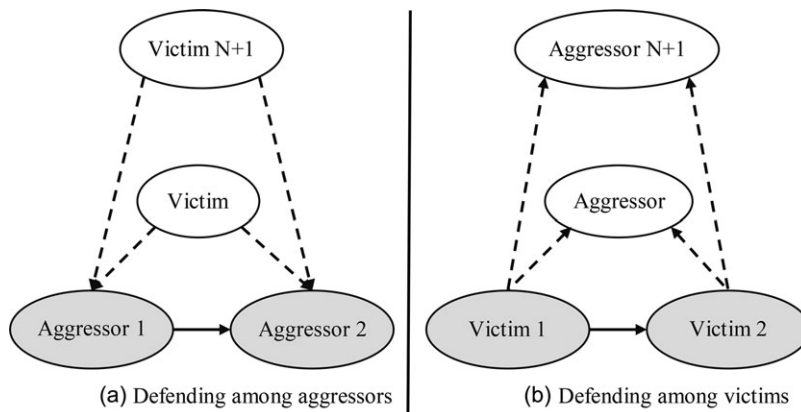 Victim N+1
Victim
Aggressor 1
Aggressor 2
(a) Defending among aggressors
Aggressor N+1
Aggressor
Victim 1
Victim 2
(b) Defending among victims